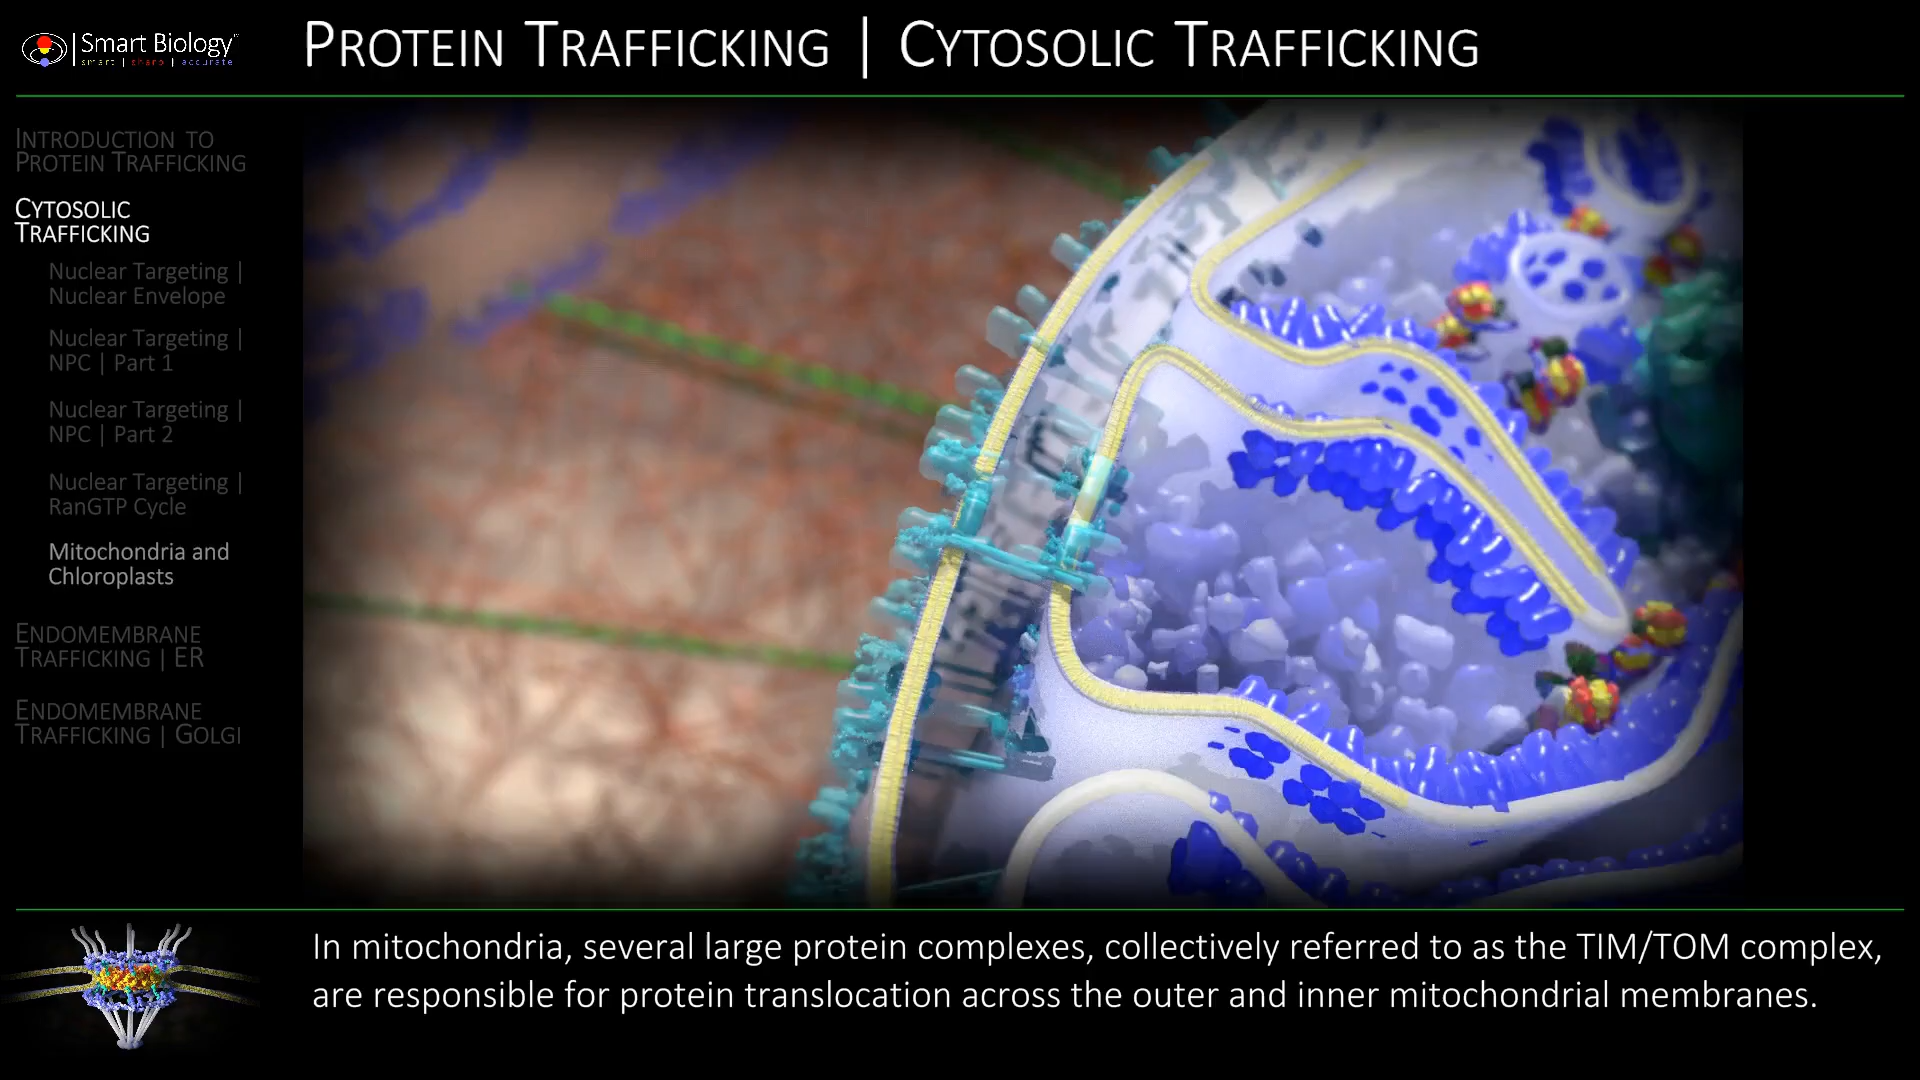 Smart Biology
smart | sharp | accurate
PROTEIN TRAFFICKING | CYTOSOLIC TRAFFICKING
INTRODUCTION TO
PROTEIN TRAFFICKING
CYTOSOLIC
TRAFFICKING
Nuclear Targeting |
Nuclear Envelope
Nuclear Targeting |
NPC | Part 1
Nuclear Targeting |
NPC | Part 2
Nuclear Targeting |
RanGTP Cycle
Mitochondria and
Chloroplasts
ENDOMEMBRANE
TRAFFICKING | ER
ENDOMEMBRANE
TRAFFICKING | GOLGI
In mitochondria, several large protein complexes, collectively referred to as the TIM/TOM complex,
are responsible for protein translocation across the outer and inner mitochondrial membranes.